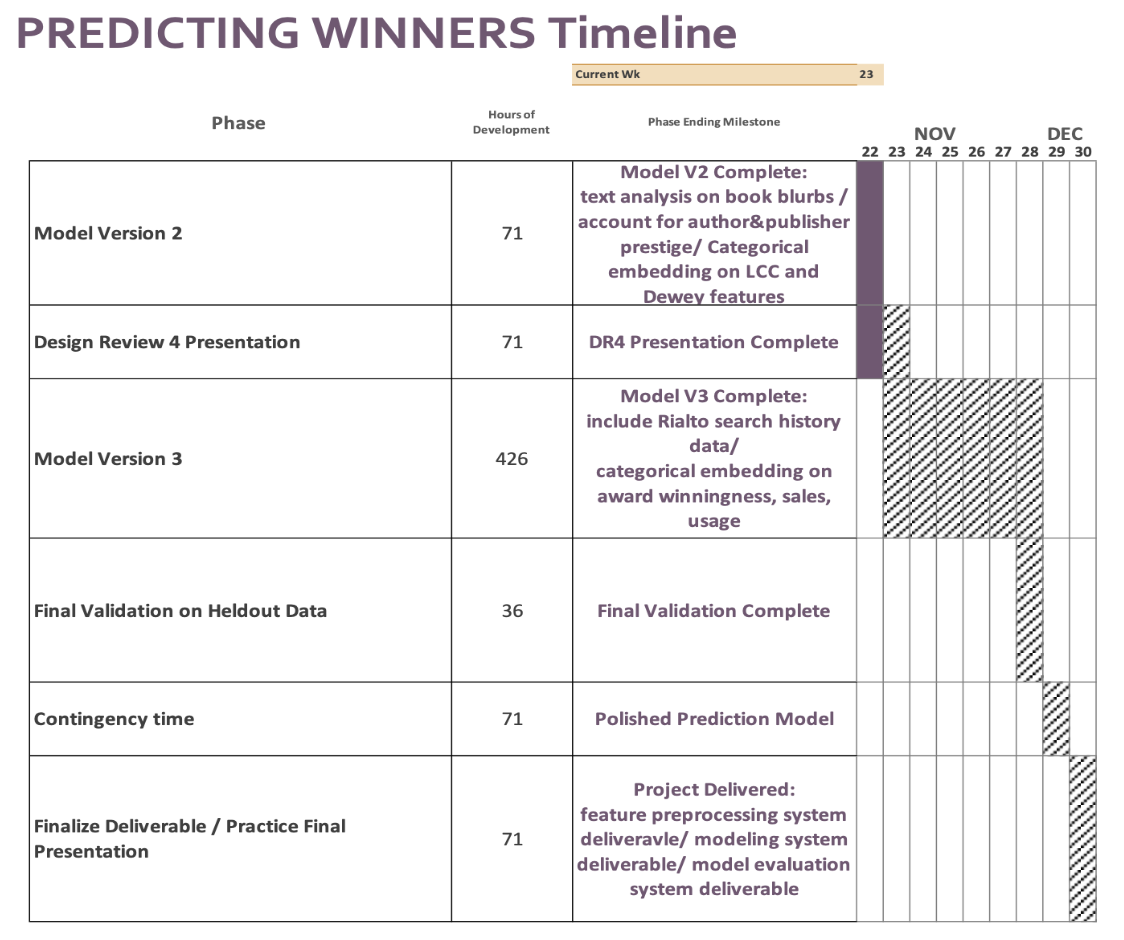 PREDICTING WINNERS Timeline
Current Wk 23
Phase
Hours of
Development
Phase Ending Milestone
NOV DEC
22 23 24 25 26 27 28 29 30
Model Version 2
71
Model V2 Complete:
text analysis on book blurbs /
account for author&publisher
prestige/ Categorical
embedding on LCC and
Dewey features
Design Review 4 Presentation
71
DR4 Presentation Complete
Model Version 3
426
Model V3 Complete:
include Rialto search history
data/
categorical embedding on
award winningness, sales,
usage
Final Validation on Heldout Data
36
Final Validation Complete
Contingency time
71
Polished Prediction Model
Finalize Deliverable / Practice Final
Presentation
71
Project Delivered:
feature preprocessing system
deliveravle/ modeling system
deliverable/ model evaluation
system deliverable